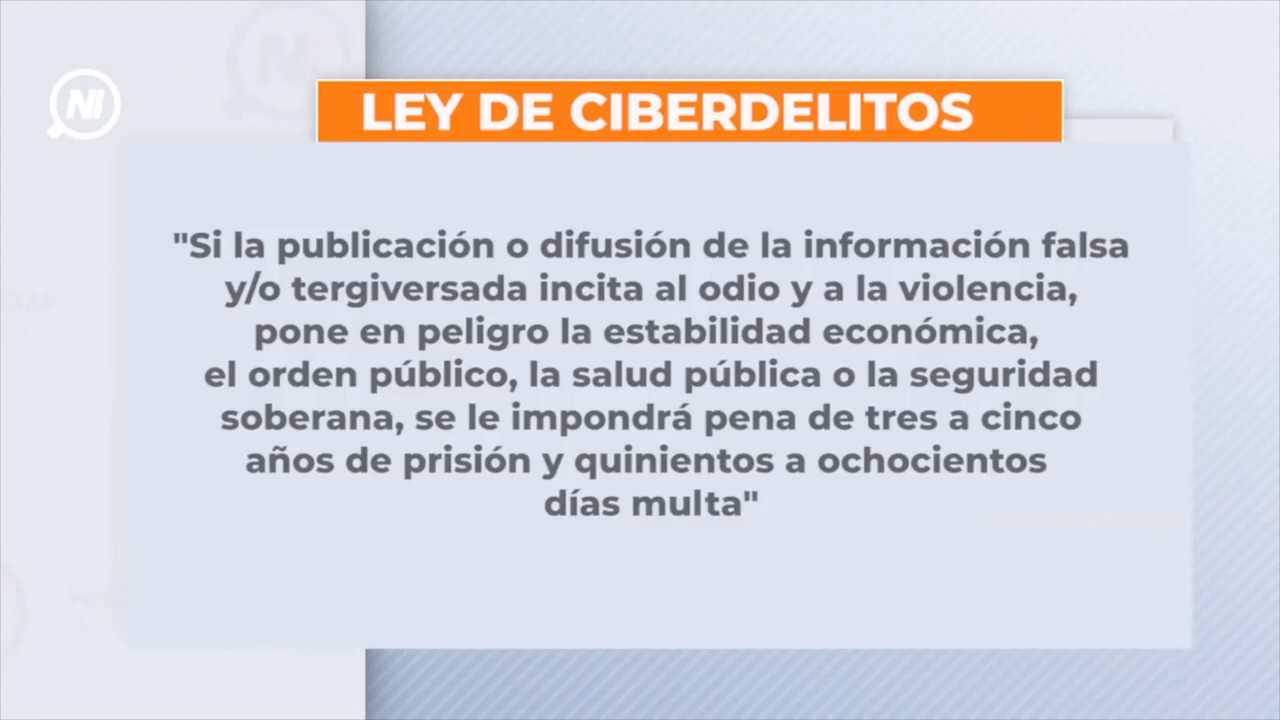 NI
LEY DE CIBERDELITOS
"Si la publicación o difusión de la información falsa
y/o tergiversada incita al odio y a la violencia,
pone en peligro la estabilidad económica,
el orden público, la salud pública o la seguridad
soberana, se le impondrá pena de tres a cinco
años de prisión y quinientos a ochocientos
días multa"